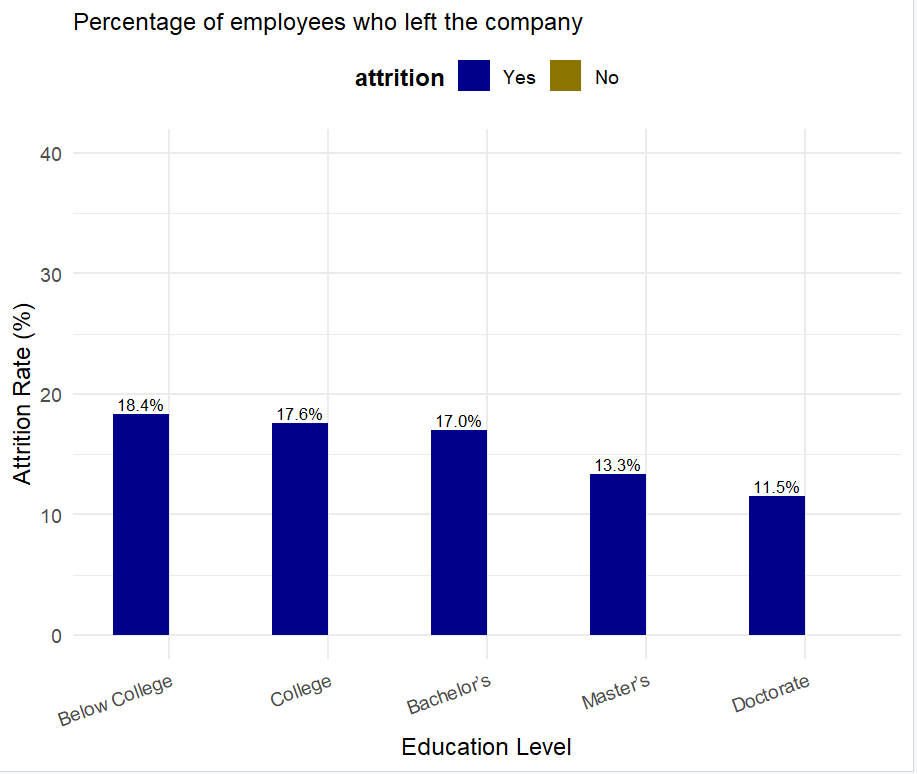 Percentage of employees who left the company
attrition Yes No
40
30
20
10
0
Attrition Rate (%)
18.4%
17.6%
17.0%
13.3%
11.5%
Below College
College
Bachelor's
Master's
Doctorate
Education Level